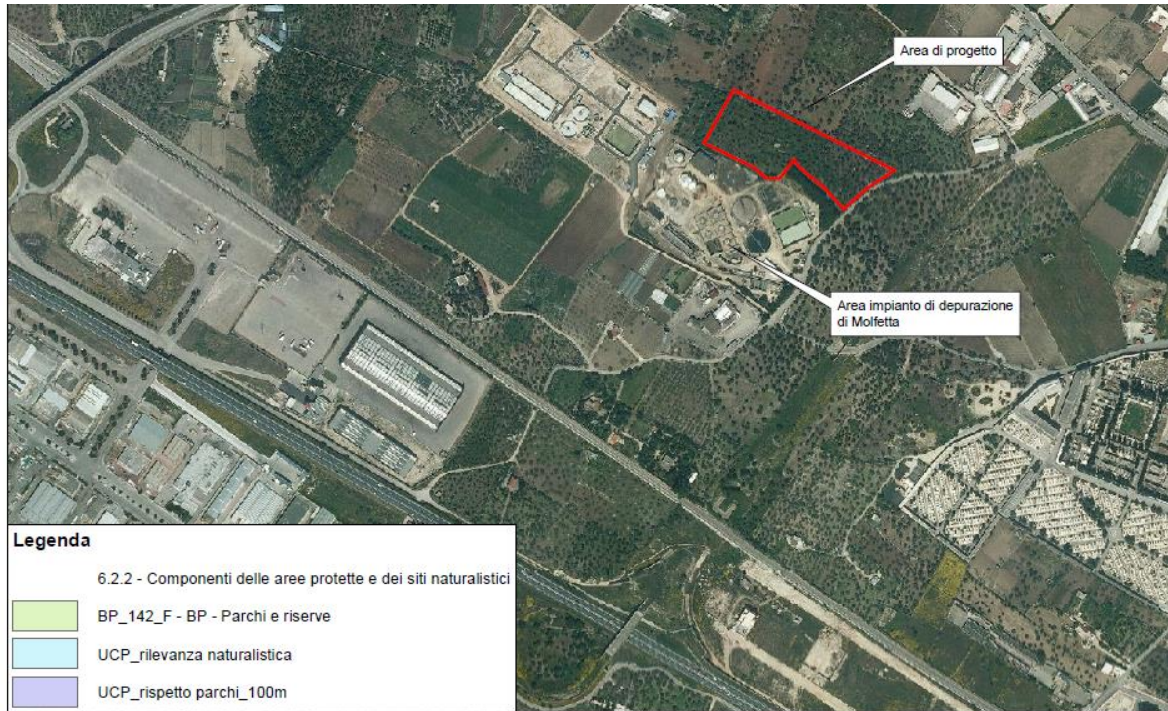 Area di progetto
Area impianto di depurazione
di Molfetta
Legenda
6.2.2 - Componenti delle aree protette e dei siti naturalistici
BP_142_F - BP - Parchi e riserve
UCP_rilevanza naturalistica
UCP_rispetto parchi_100m